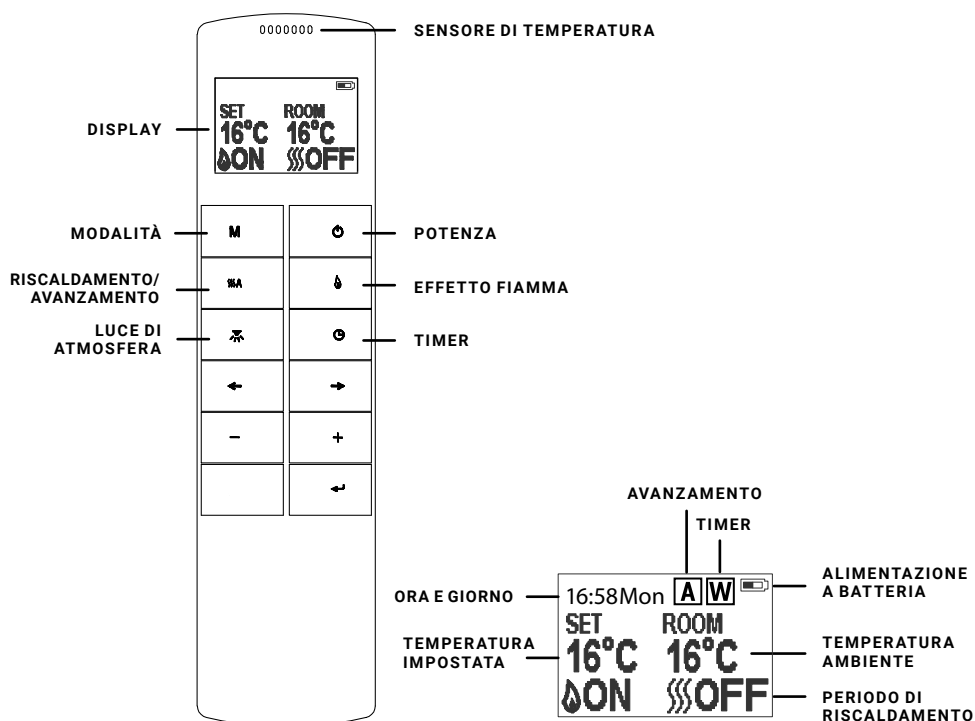 0000000
SENSORE DI TEMPERATURA
SET ROOM
16°C 16°C
ON OFF
DISPLAY
MODALITÀ
M
POTENZA
RISCALDAMENTO/
AVANZAMENTO
A
EFFETTO FIAMMA
LUCE DI
ATMOSFERA
TIMER
-
+
AVANZAMENTO
TIMER
ORA E GIORNO
16:58Mon A W
ALIMENTAZIONE
A BATTERIA
SET ROOM
TEMPERATURA
IMPOSTATA
16°C 16°C
TEMPERATURA
AMBIENTE
ON OFF
PERIODO DI
RISCALDAMENTO